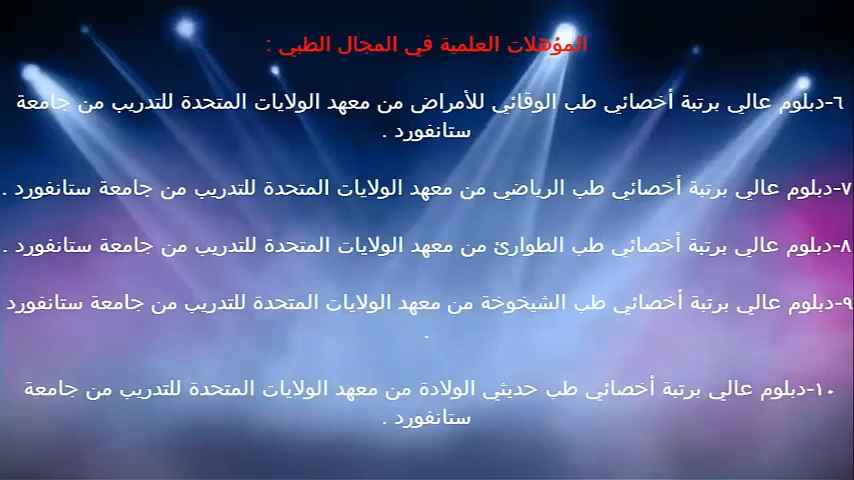 المؤهلات العلمية في المجال الطبي :
٦-دبلوم عالي برتبة أخصائي طب الوقائي للأمراض من معهد الولايات المتحدة للتدريب من جامعة
ستانفورد .
٧-دبلوم عالي برتبة أخصائي طب الرياضي من معهد الولايات المتحدة للتدريب من جامعة ستانفورد .
٨-دبلوم عالي برتبة أخصائي طب الطوارئ من معهد الولايات المتحدة للتدريب من جامعة ستانفورد .
٩-دبلوم عالي برتبة أخصائي طب الشيخوخة من معهد الولايات المتحدة للتدريب من جامعة ستانفورد
.
١٠-دبلوم عالي برتبة أخصائي طب حديثي الولادة من معهد الولايات المتحدة للتدريب من جامعة
ستانفورد .